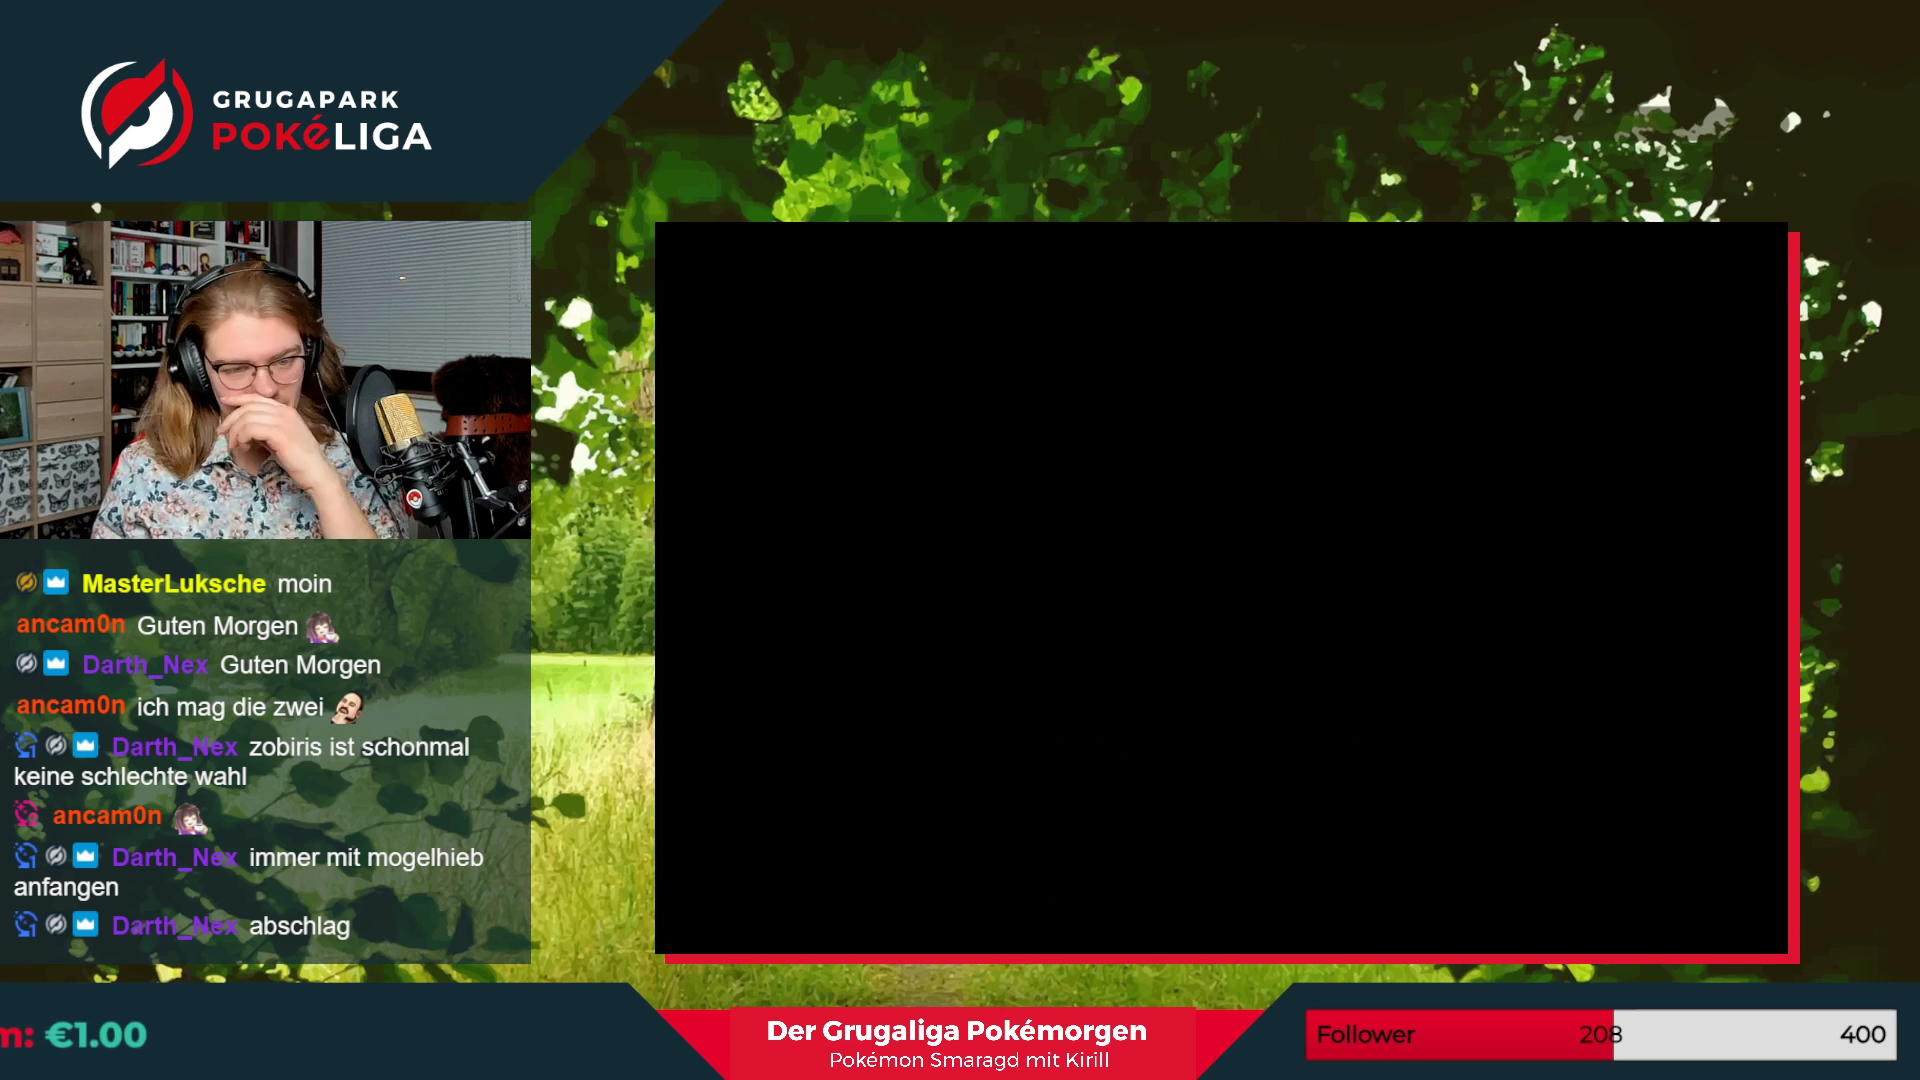 GRUGAPARK
POKéLIGA
MasterLuksche moin
ancam0n Guten Morgen
Darth_Nex Guten Morgen
ancam0n ich mag die zwei
Darth_Nex zobiris ist schonmal
keine schlechte wahl
ancam0n
Darth_Nex immer mit mogelhieb
anfangen
Darth_Nex abschlag
m: €1.00
Der Grugaliga Pokémorgen
Pokémon Smaragd mit Kirill
Follower 208 400